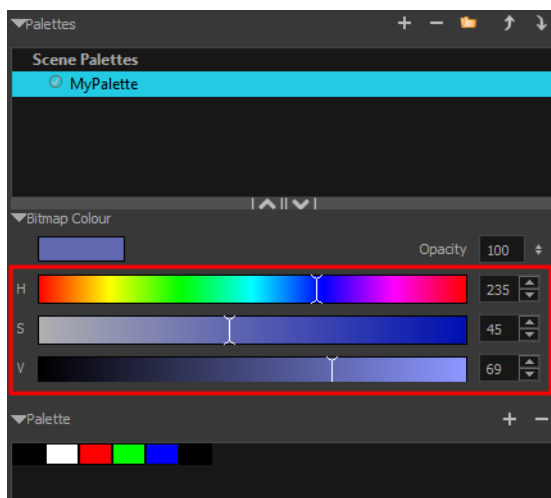 Palettes
Scene Palettes
MyPalette
Bitmap Colour
Opacity 100
H 235
S 45
V 69
Palette